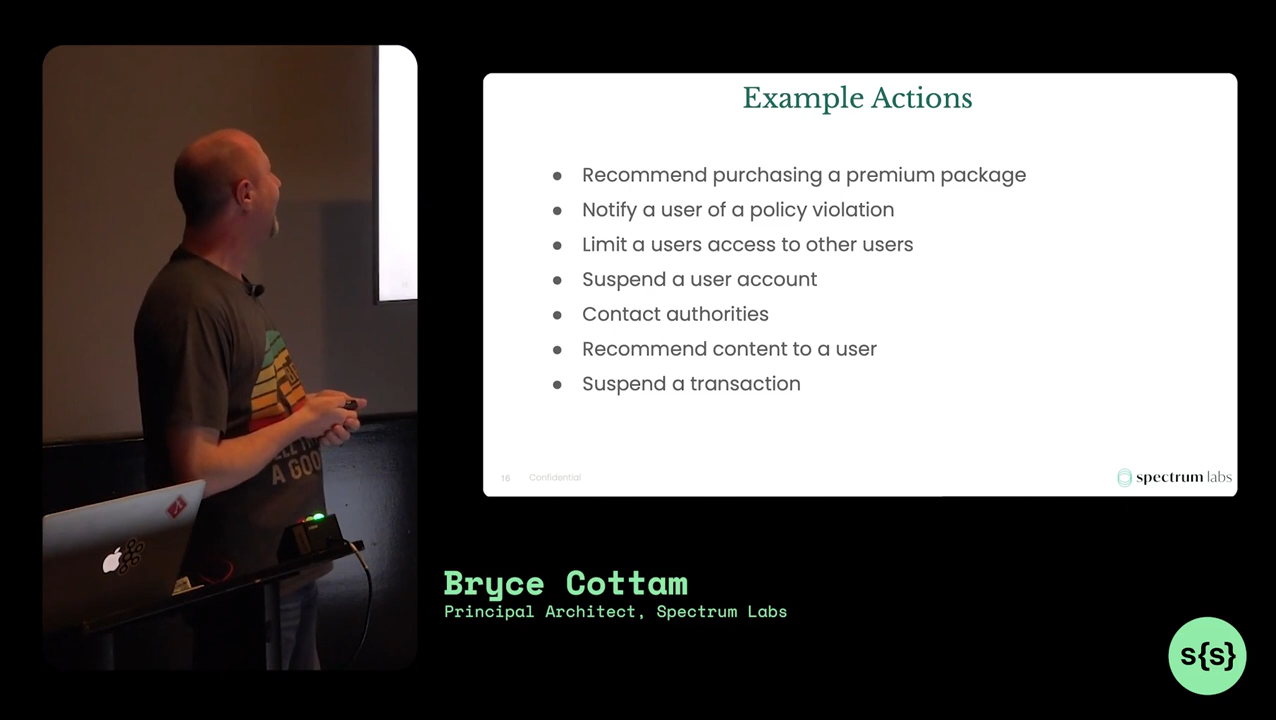 Example Actions
● Recommend purchasing a premium package
● Notify a user of a policy violation
● Limit a users access to other users
● Suspend a user account
● Contact authorities
● Recommend content to a user
● Suspend a transaction
16 Confidential
spectrum labs
A GOO
Bryce Cottam
Principal Architect, Spectrum Labs
s{s}